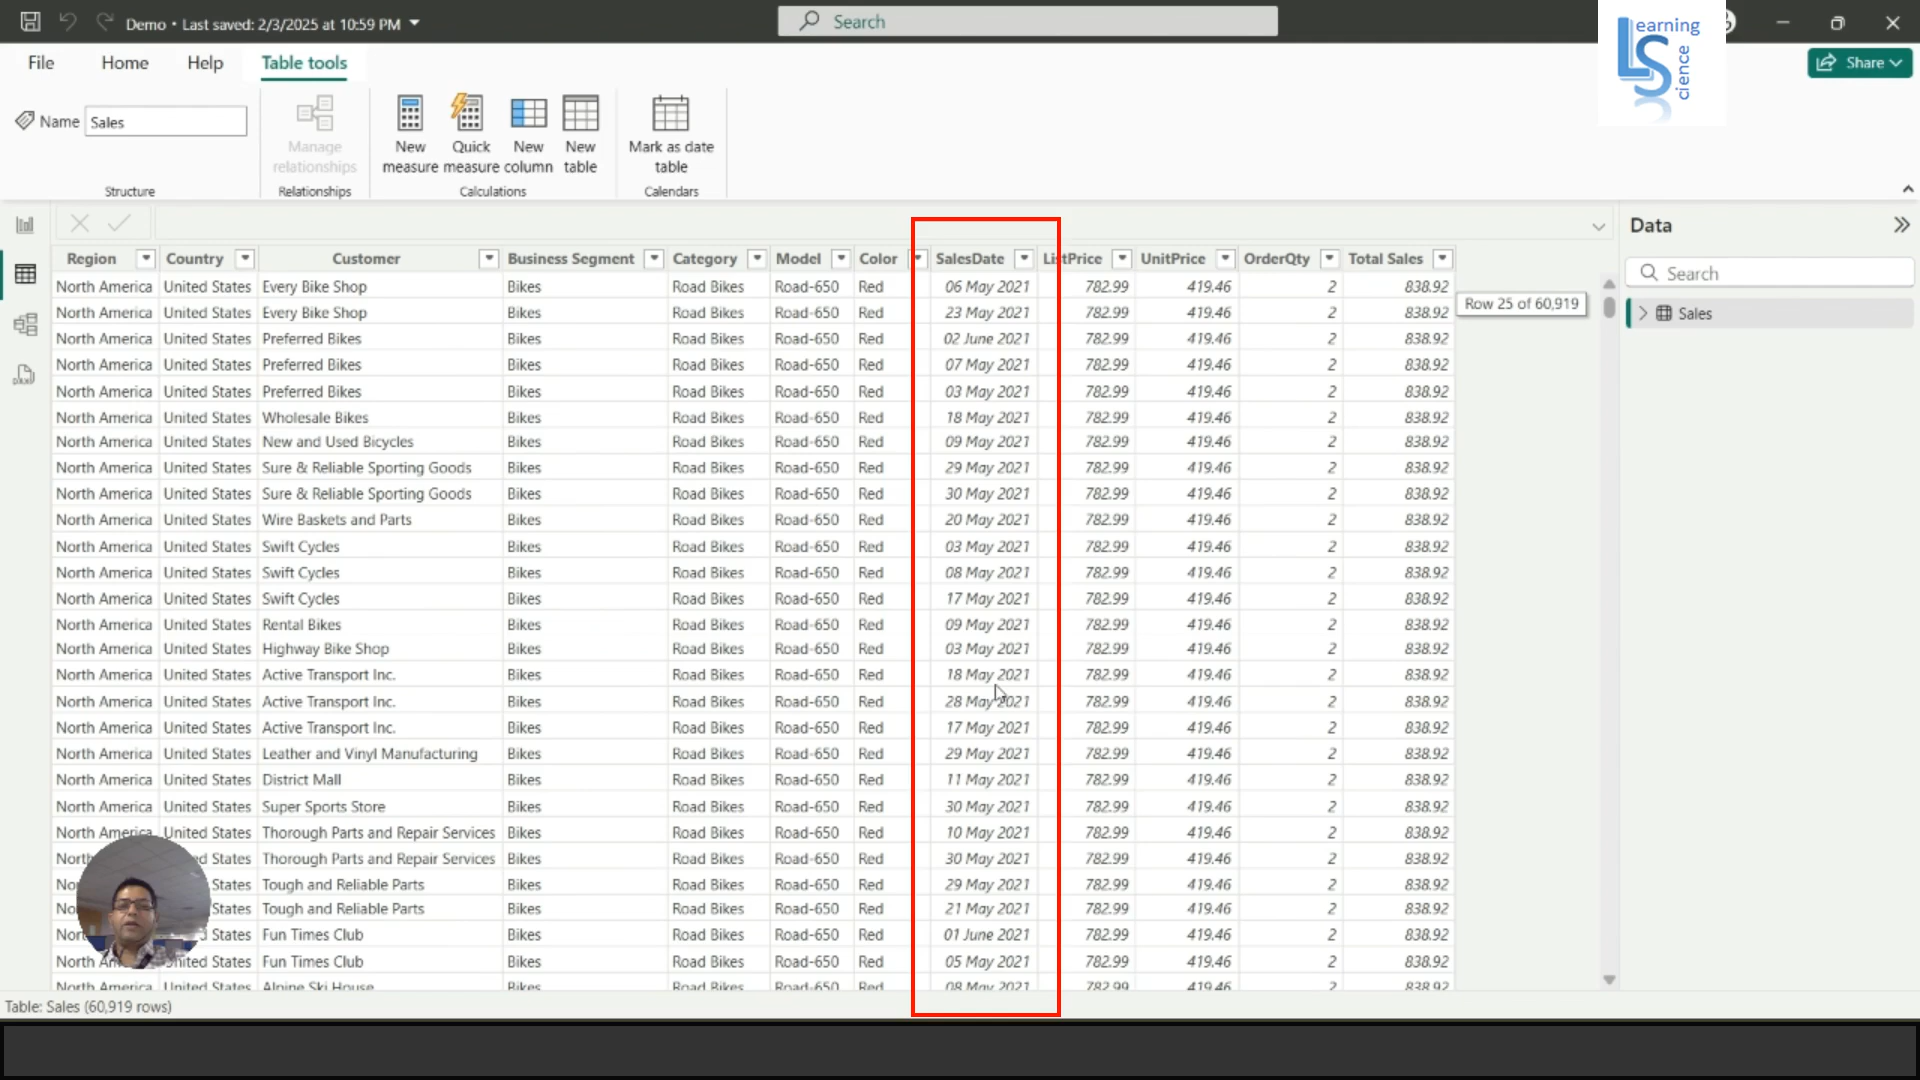 Demo • Last saved: 2/3/2025 at 10:59 PM
Search
Learning Science
File Home Help Table tools
Share
Name Sales
Manage relationships
New measure
Quick measure
New column
New table
Mark as date table
Structure Relationships Calculations Calendars
Data
Search
Sales
Row 25 of 60,919
Region Country Customer Business Segment Category Model Color SalesDate ListPrice UnitPrice OrderQty Total Sales
North America United States Every Bike Shop Bikes Road Bikes Road-650 Red 06 May 2021 782.99 419.46 2 838.92
North America United States Every Bike Shop Bikes Road Bikes Road-650 Red 23 May 2021 782.99 419.46 2 838.92
North America United States Preferred Bikes Bikes Road Bikes Road-650 Red 02 June 2021 782.99 419.46 2 838.92
North America United States Preferred Bikes Bikes Road Bikes Road-650 Red 07 May 2021 782.99 419.46 2 838.92
North America United States Preferred Bikes Bikes Road Bikes Road-650 Red 03 May 2021 782.99 419.46 2 838.92
North America United States Wholesale Bikes Bikes Road Bikes Road-650 Red 18 May 2021 782.99 419.46 2 838.92
North America United States New and Used Bicycles Bikes Road Bikes Road-650 Red 09 May 2021 782.99 419.46 2 838.92
North America United States Sure & Reliable Sporting Goods Bikes Road Bikes Road-650 Red 29 May 2021 782.99 419.46 2 838.92
North America United States Sure & Reliable Sporting Goods Bikes Road Bikes Road-650 Red 30 May 2021 782.99 419.46 2 838.92
North America United States Wire Baskets and Parts Bikes Road Bikes Road-650 Red 20 May 2021 782.99 419.46 2 838.92
North America United States Swift Cycles Bikes Road Bikes Road-650 Red 03 May 2021 782.99 419.46 2 838.92
North America United States Swift Cycles Bikes Road Bikes Road-650 Red 08 May 2021 782.99 419.46 2 838.92
North America United States Swift Cycles Bikes Road Bikes Road-650 Red 17 May 2021 782.99 419.46 2 838.92
North America United States Rental Bikes Bikes Road Bikes Road-650 Red 09 May 2021 782.99 419.46 2 838.92
North America United States Highway Bike Shop Bikes Road Bikes Road-650 Red 03 May 2021 782.99 419.46 2 838.92
North America United States Active Transport Inc. Bikes Road Bikes Road-650 Red 18 May 2021 782.99 419.46 2 838.92
North America United States Active Transport Inc. Bikes Road Bikes Road-650 Red 28 May 2021 782.99 419.46 2 838.92
North America United States Active Transport Inc. Bikes Road Bikes Road-650 Red 17 May 2021 782.99 419.46 2 838.92
North America United States Leather and Vinyl Manufacturing Bikes Road Bikes Road-650 Red 29 May 2021 782.99 419.46 2 838.92
North America United States District Mall Bikes Road Bikes Road-650 Red 11 May 2021 782.99 419.46 2 838.92
North America United States Super Sports Store Bikes Road Bikes Road-650 Red 30 May 2021 782.99 419.46 2 838.92
North America United States Thorough Parts and Repair Services Bikes Road Bikes Road-650 Red 10 May 2021 782.99 419.46 2 838.92
North States Thorough Parts and Repair Services Bikes Road Bikes Road-650 Red 30 May 2021 782.99 419.46 2 838.92
States Tough and Reliable Parts Bikes Road Bikes Road-650 Red 29 May 2021 782.99 419.46 2 838.92
States Tough and Reliable Parts Bikes Road Bikes Road-650 Red 21 May 2021 782.99 419.46 2 838.92
States Fun Times Club Bikes Road Bikes Road-650 Red 01 June 2021 782.99 419.46 2 838.92
North United States Fun Times Club Bikes Road Bikes Road-650 Red 05 May 2021 782.99 419.46 2 838.92
North America United States Alpine Ski House Bikes Road Bikes Road-650 Red 08 May 2021 782.99 419.46 2 838.92
Table: Sales (60,919 rows)